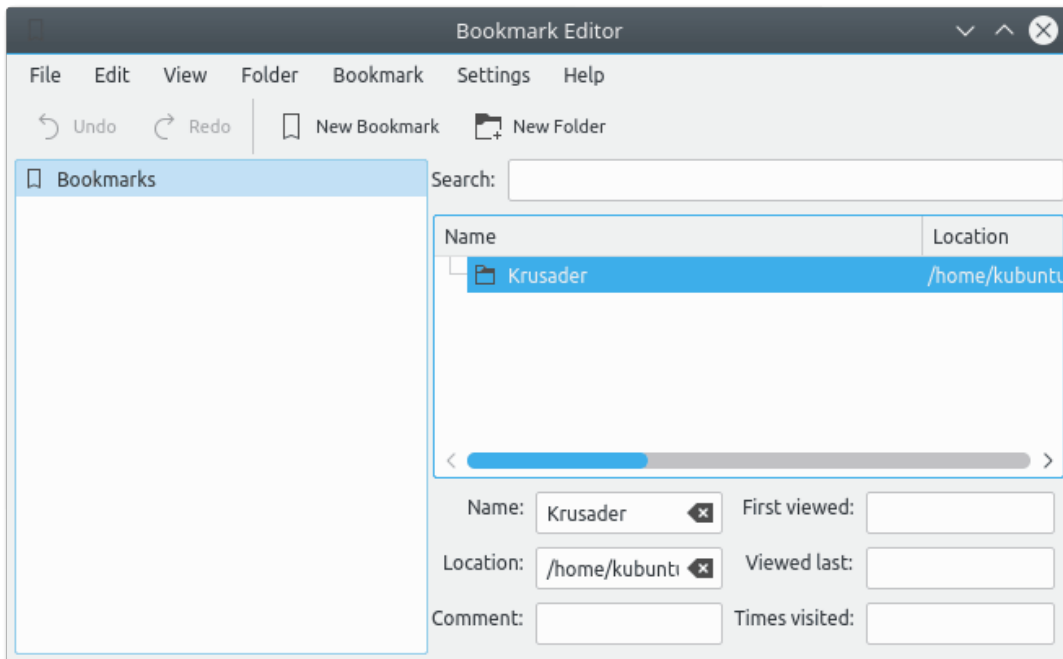 Bookmark Editor
File Edit View Folder Bookmark Settings Help
Undo Redo New Bookmark New Folder
Bookmarks
Search:
Name Location
Krusader /home/kubuntu
Name: Krusader First viewed:
Location: /home/kubuntu Viewed last:
Comment: Times visited: